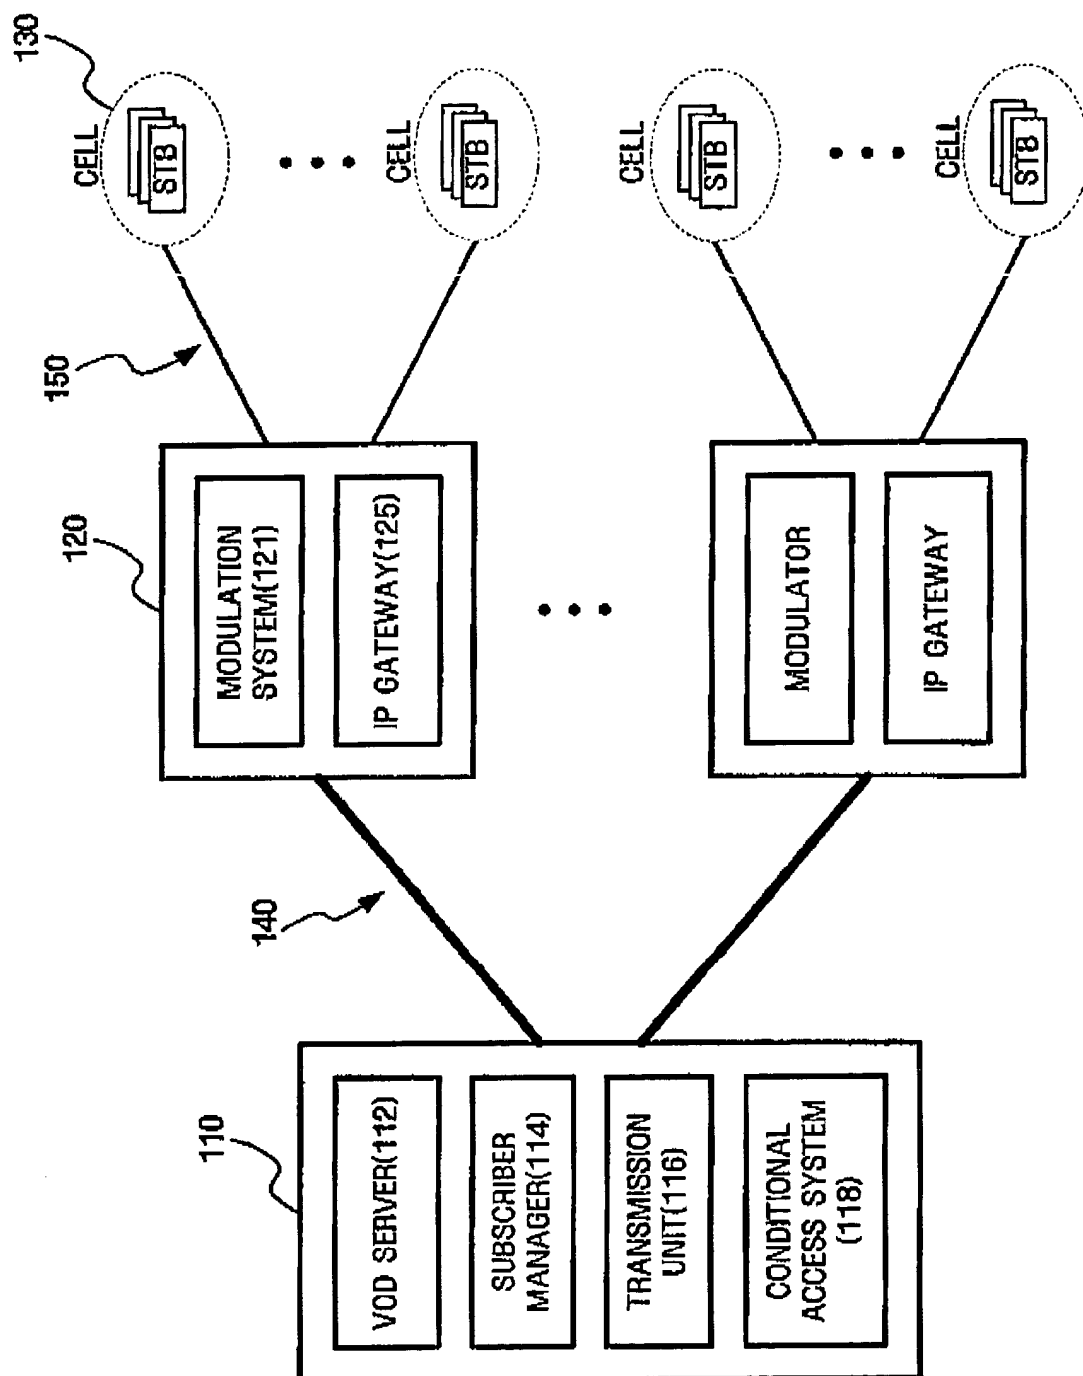 110
VOD SERVER(112)
SUBSCRIBER
MANAGER(114)
TRANSMISSION
UNIT(116)
CONDITIONAL
ACCESS SYSTEM
(118)
140
120
MODULATION
SYSTEM(121)
IP GATEWAY(125)
MODULATOR
IP GATEWAY
150
130
CELL
STB
CELL
STB
CELL
STB
CELL
STB